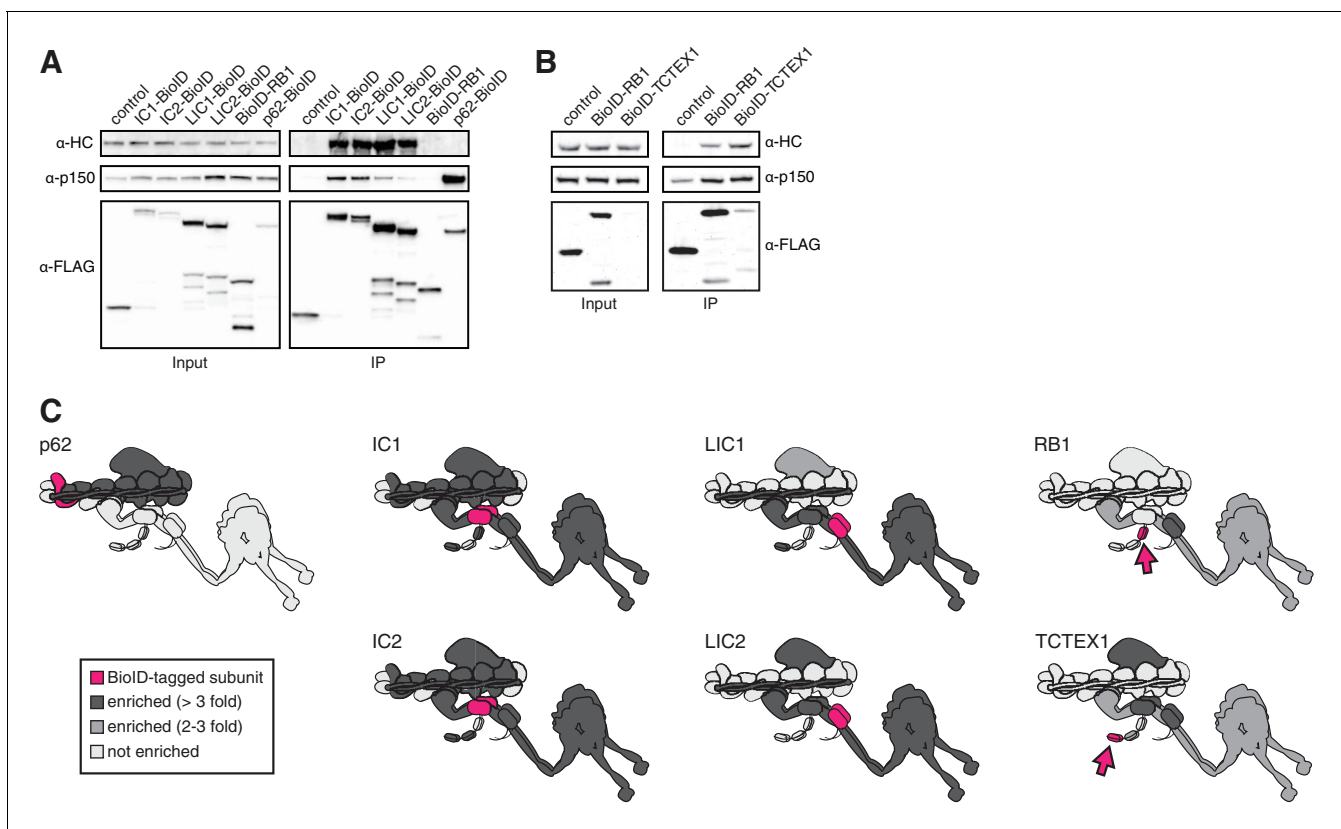 A
control
IC1-BioID
IC2-BioID
LIC1-BioID
LIC2-BioID
BioID-RB1
p62-BioID
control
IC1-BioID
IC2-BioID
LIC1-BioID
LIC2-BioID
BioID-RB1
p62-BioID
α-HC
α-p150
α-FLAG
Input
IP
B
control
BioID-RB1
BioID-TCTEX1
control
BioID-RB1
BioID-TCTEX1
α-HC
α-p150
α-FLAG
Input
IP
C
p62
IC1
LIC1
RB1
IC2
LIC2
TCTEX1
BioID-tagged subunit
enriched (> 3 fold)
enriched (2-3 fold)
not enriched